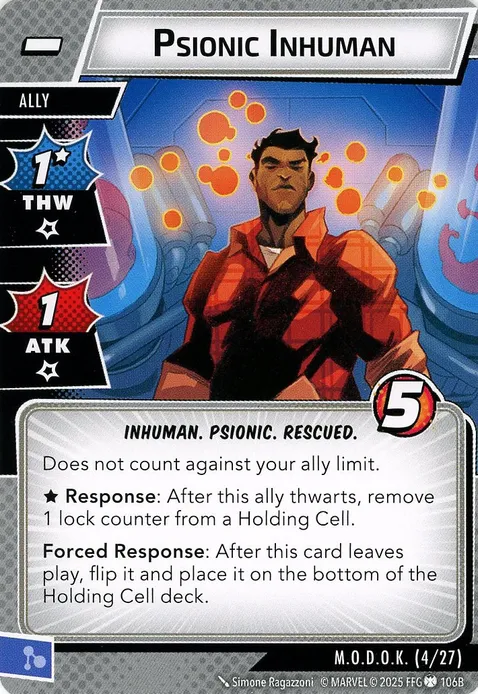 PSIONIC INHUMAN
ALLY
1★
THW
1
ATK
5
INHUMAN. PSIONIC. RESCUED.
Does not count against your ally limit.
★ Response: After this ally thwarts, remove
1 lock counter from a Holding Cell.
Forced Response: After this card leaves
play, flip it and place it on the bottom of the
Holding Cell deck.
M.O.D.O.K. (4/27)
Simone Ragazzoni © MARVEL © 2025 FFG 106B